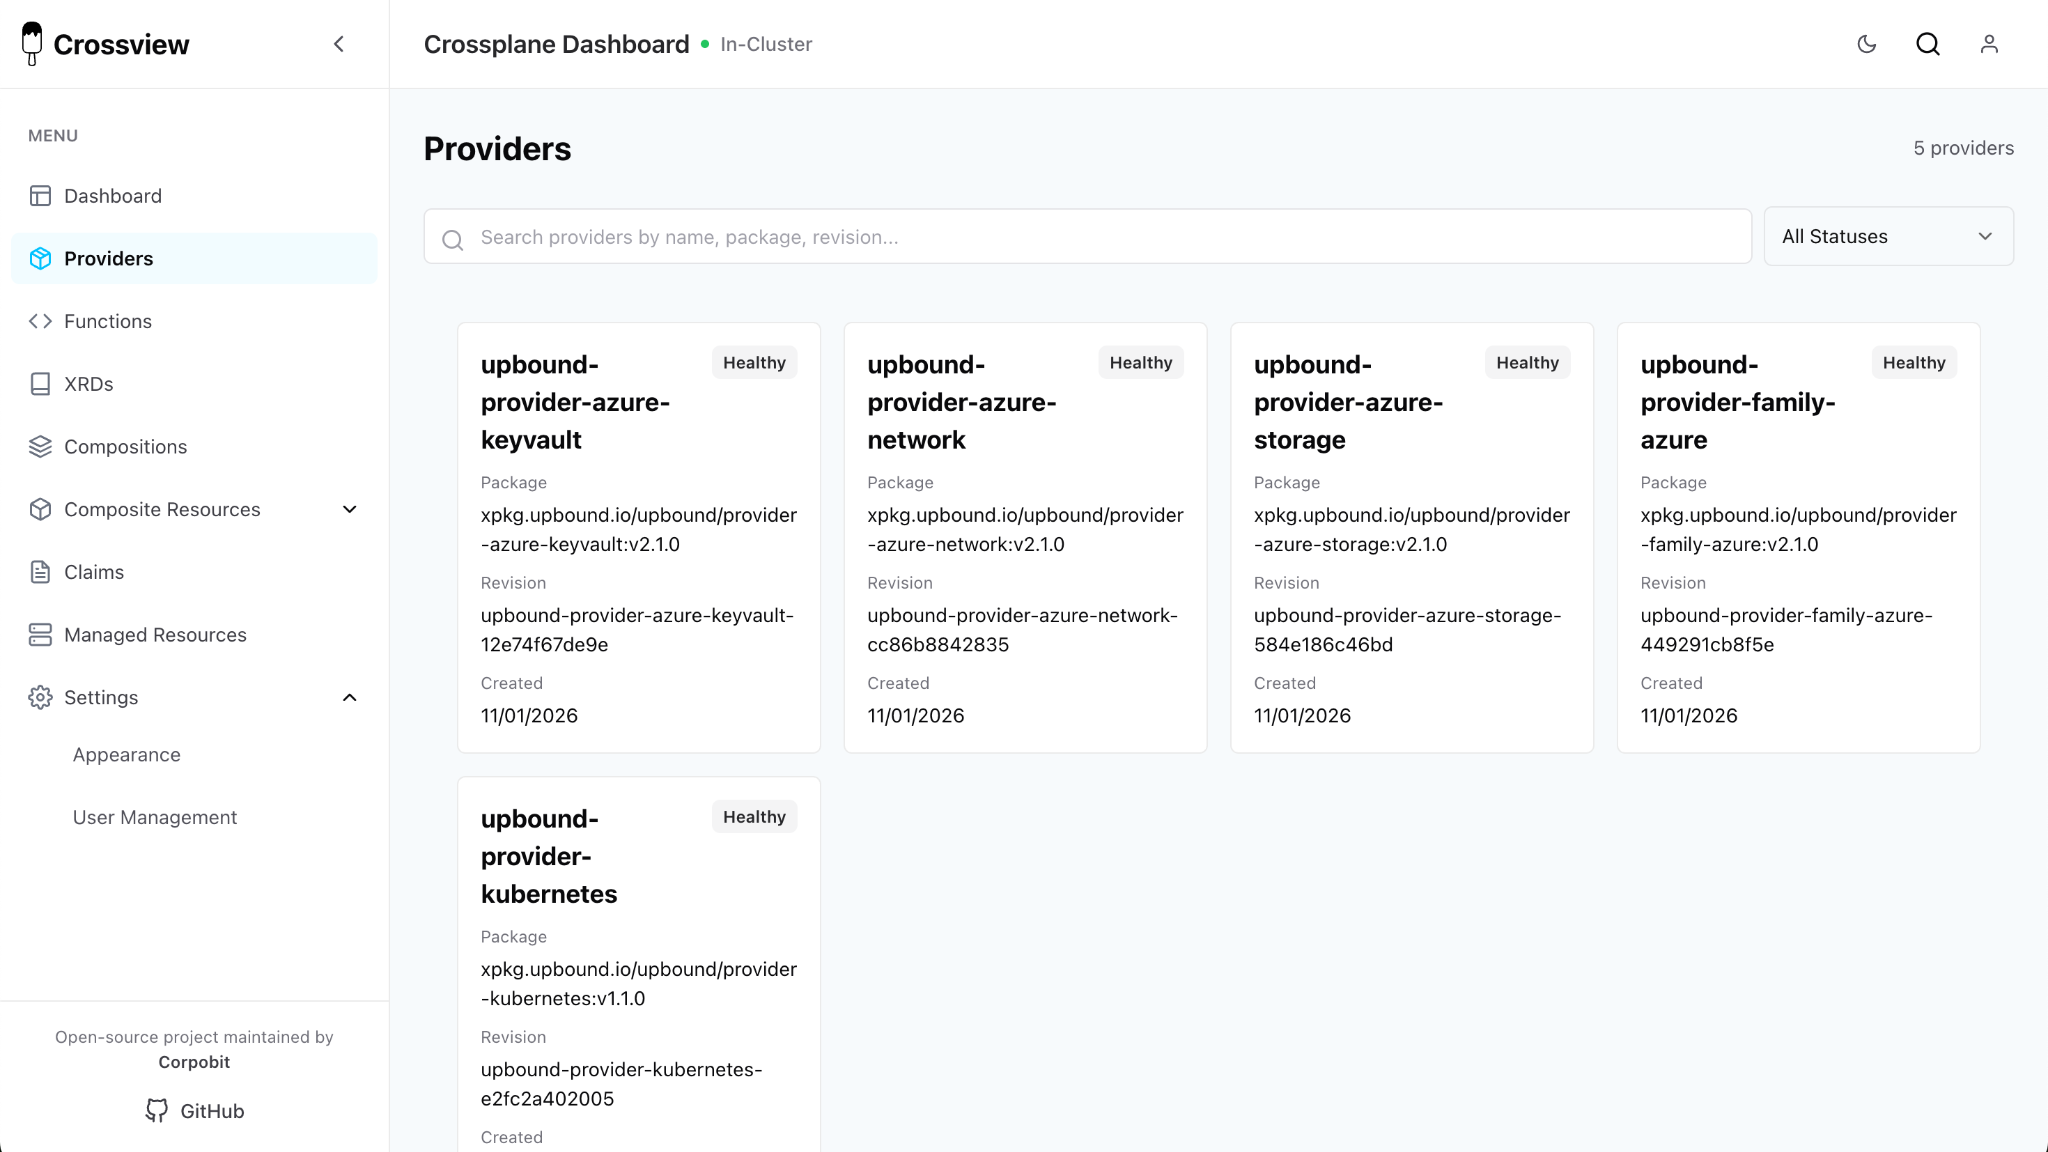 Crossview
Crossplane Dashboard
In-Cluster
MENU
Dashboard
Providers
Functions
XRDs
Compositions
Composite Resources
Claims
Managed Resources
Settings
Appearance
User Management
Open-source project maintained by
Corpobit
GitHub
Providers
5 providers
Search providers by name, package, revision...
All Statuses
upbound-
provider-azure-
keyvault
Healthy
Package
xpkg.upbound.io/upbound/provider
-azure-keyvault:v2.1.0
Revision
upbound-provider-azure-keyvault-
12e74f67de9e
Created
11/01/2026
upbound-
provider-azure-
network
Healthy
Package
xpkg.upbound.io/upbound/provider
-azure-network:v2.1.0
Revision
upbound-provider-azure-network-
cc86b8842835
Created
11/01/2026
upbound-
provider-azure-
storage
Healthy
Package
xpkg.upbound.io/upbound/provider
-azure-storage:v2.1.0
Revision
upbound-provider-azure-storage-
584e186c46bd
Created
11/01/2026
upbound-
provider-family-
azure
Healthy
Package
xpkg.upbound.io/upbound/provider
-family-azure:v2.1.0
Revision
upbound-provider-family-azure-
449291cb8f5e
Created
11/01/2026
upbound-
provider-
kubernetes
Healthy
Package
xpkg.upbound.io/upbound/provider
-kubernetes:v1.1.0
Revision
upbound-provider-kubernetes-
e2fc2a402005
Created